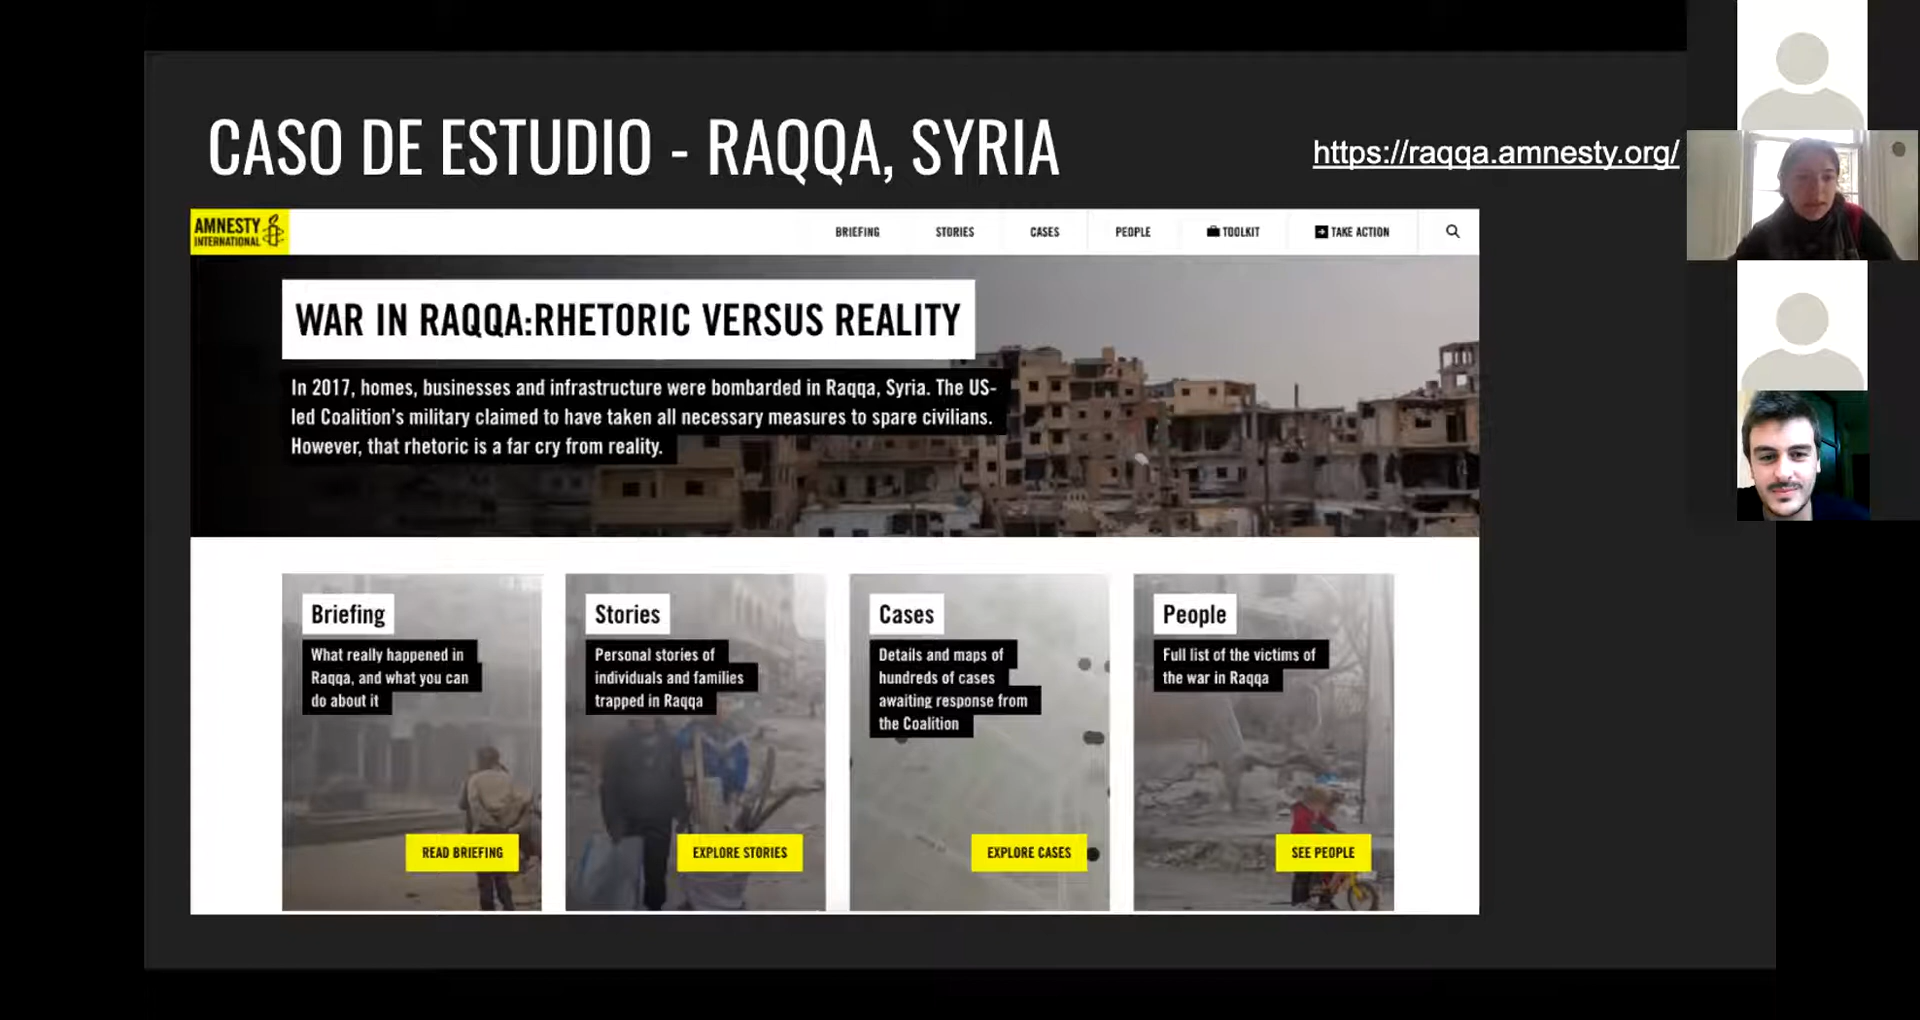 CASO DE ESTUDIO - RAQQA, SYRIA
https://raqqa.amnesty.org/
AMNESTY
INTERNATIONAL
BRIEFING
STORIES
CASES
PEOPLE
TOOLKIT
TAKE ACTION
WAR IN RAQQA:RHETORIC VERSUS REALITY
In 2017, homes, businesses and infrastructure were bombarded in Raqqa, Syria. The US-
led Coalition's military claimed to have taken all necessary measures to spare civilians.
However, that rhetoric is a far cry from reality.
Briefing
What really happened in
Raqqa, and what you can
do about it
READ BRIEFING
Stories
Personal stories of
individuals and families
trapped in Raqqa
EXPLORE STORIES
Cases
Details and maps of
hundreds of cases
awaiting response from
the Coalition
EXPLORE CASES
People
Full list of the victims of
the war in Raqqa
SEE PEOPLE